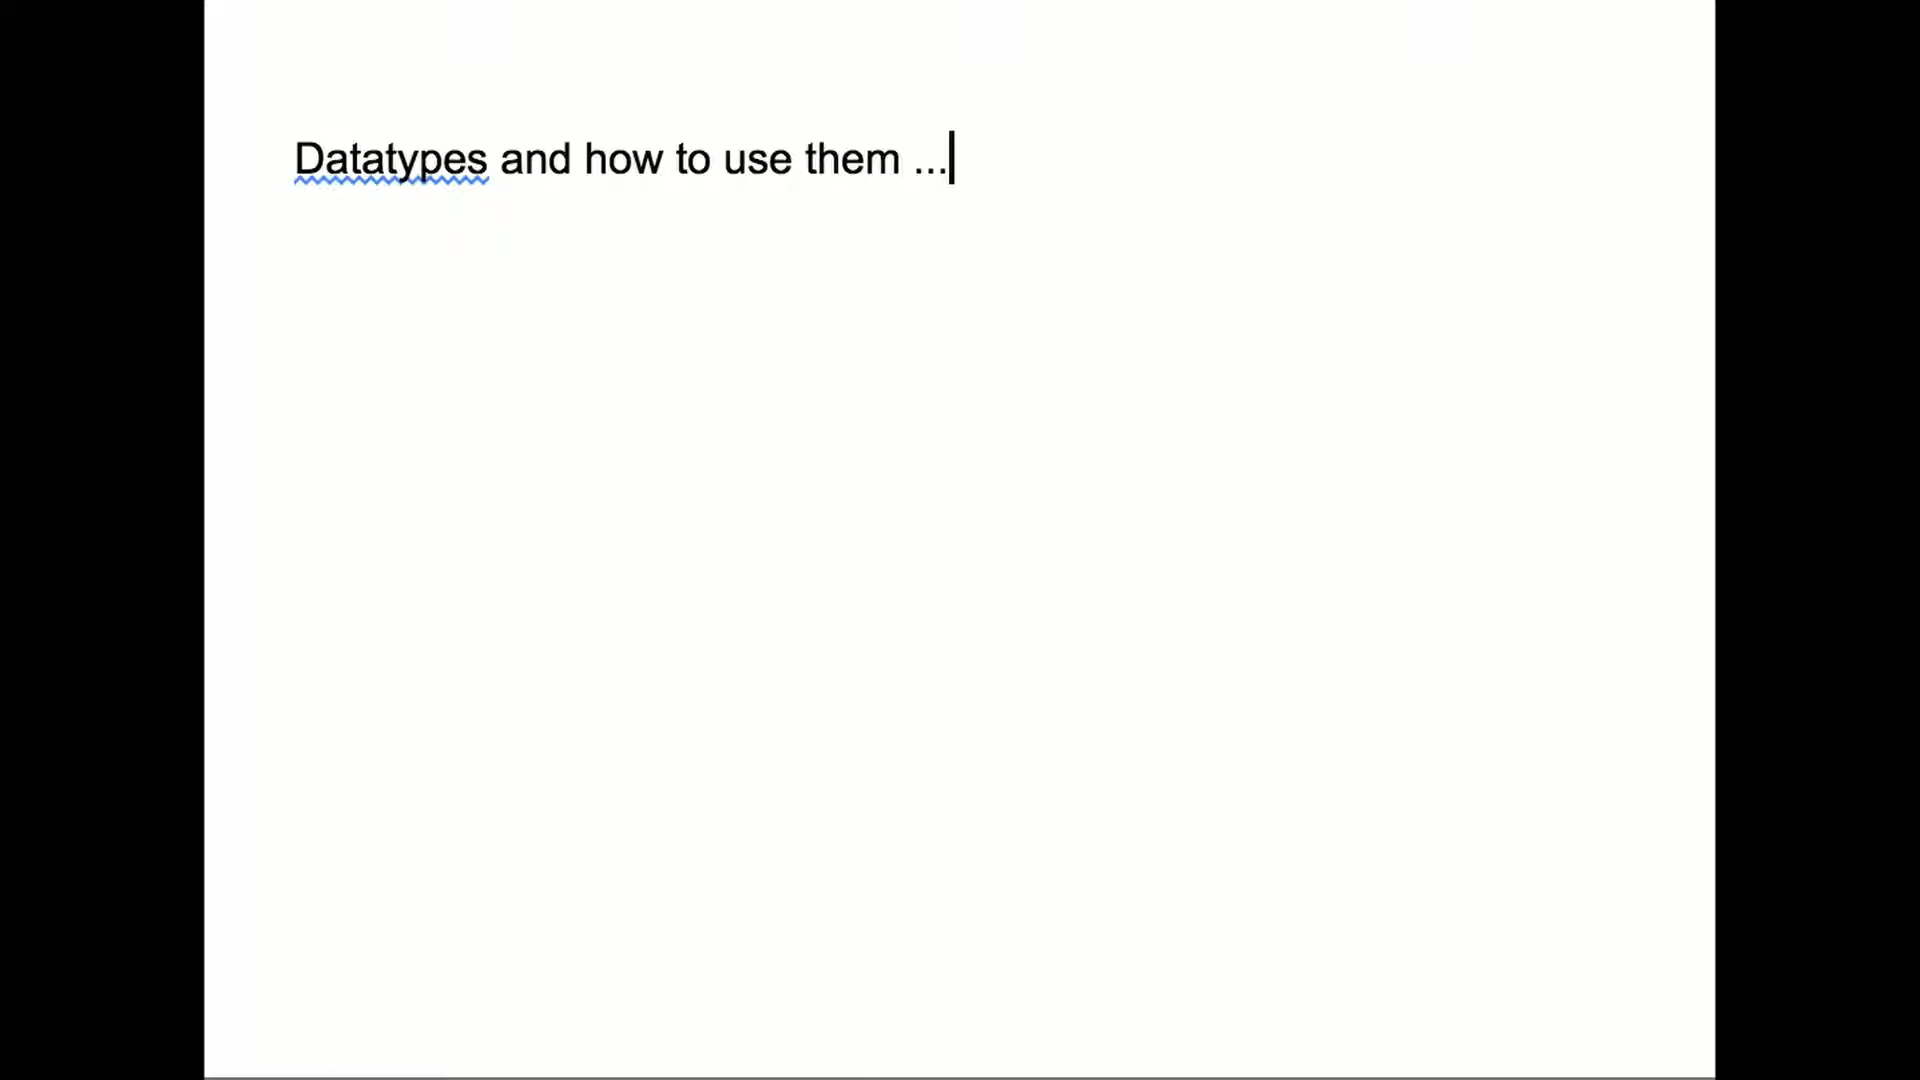 Datatypes and how to use them ...